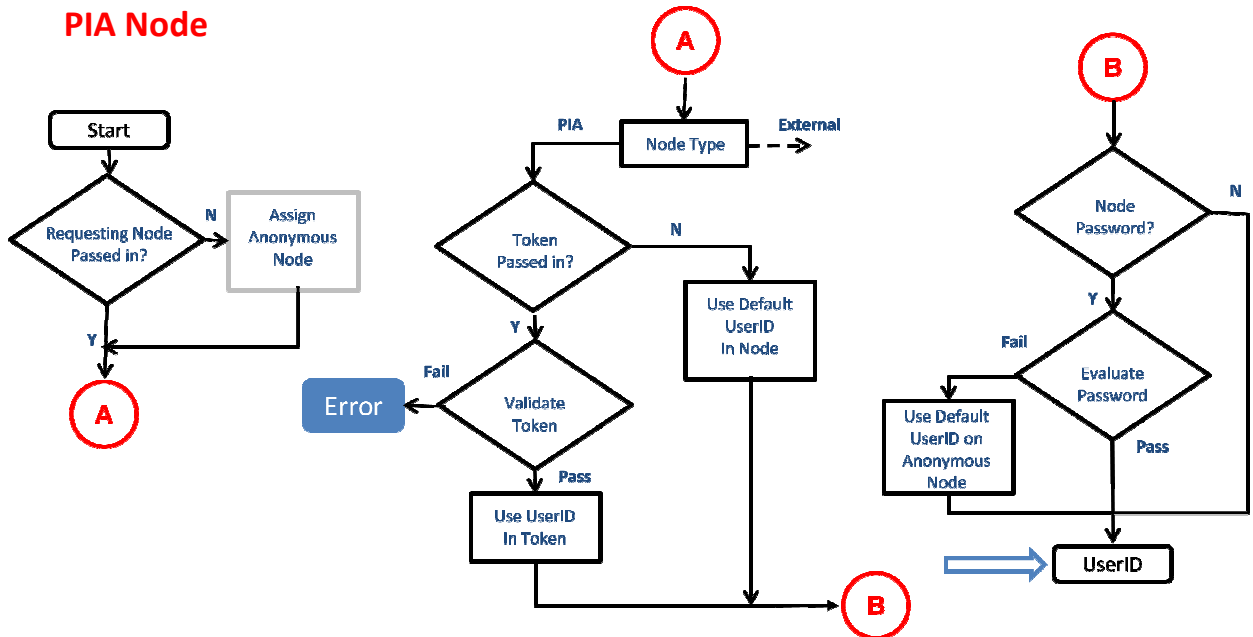 PIA Node
Start
Requesting Node
Passed in?
N
Assign
Anonymous
Node
Y
A
A
Node Type
PIA
External
Token
Passed in?
N
Use Default
UserID
In Node
Y
Validate
Token
Fail
Error
Pass
Use UserID
In Token
B
B
Node
Password?
N
Y
Evaluate
Password
Fail
Use Default
UserID on
Anonymous
Node
Pass
UserID